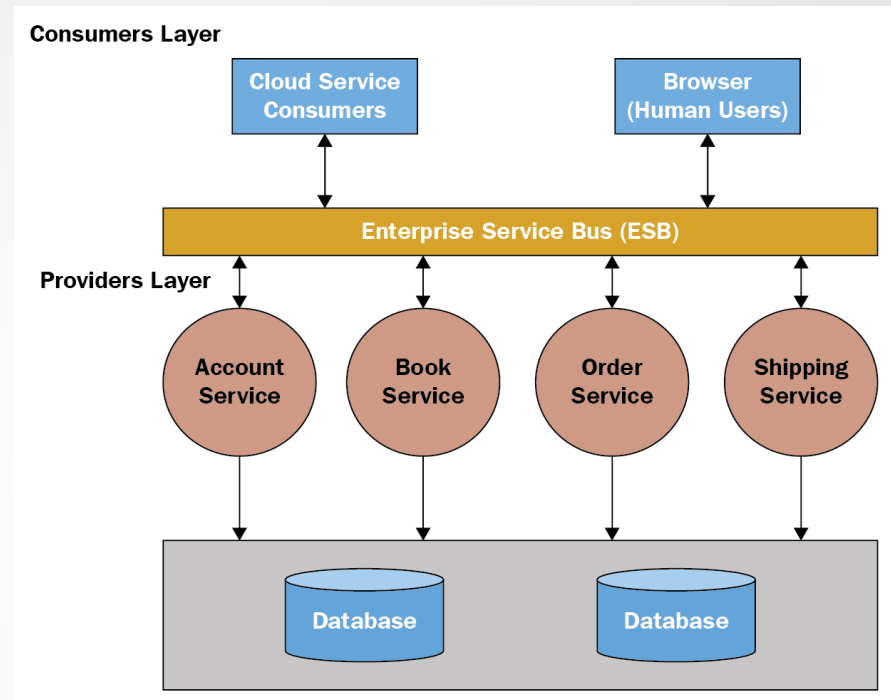 Consumers Layer
Cloud Service
Consumers
Browser
(Human Users)
Enterprise Service Bus (ESB)
Providers Layer
Account
Service
Book
Service
Order
Service
Shipping
Service
Database
Database